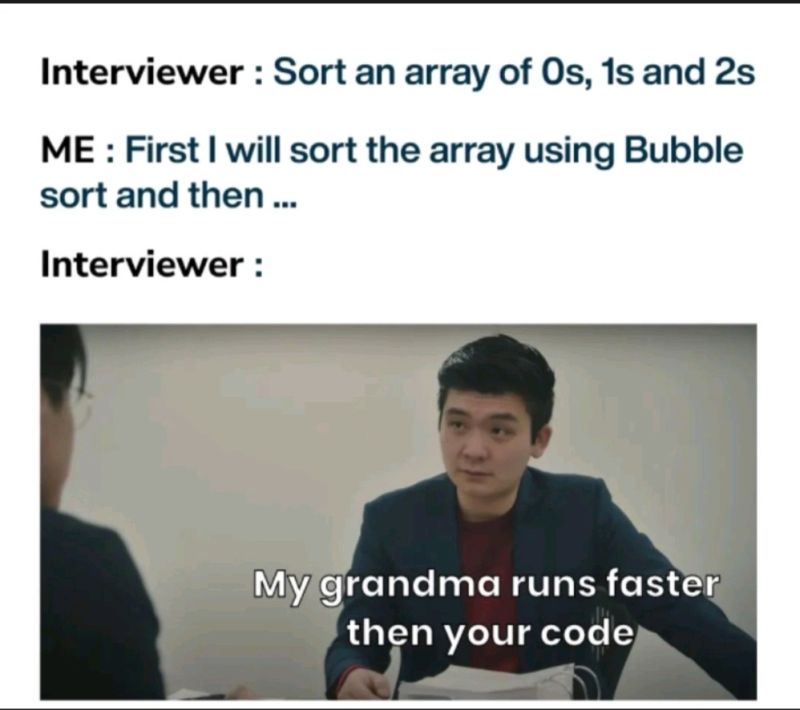 Interviewer : Sort an array of 0s, 1s and 2s
ME : First I will sort the array using Bubble
sort and then ...
Interviewer :
My grandma runs faster
then your code